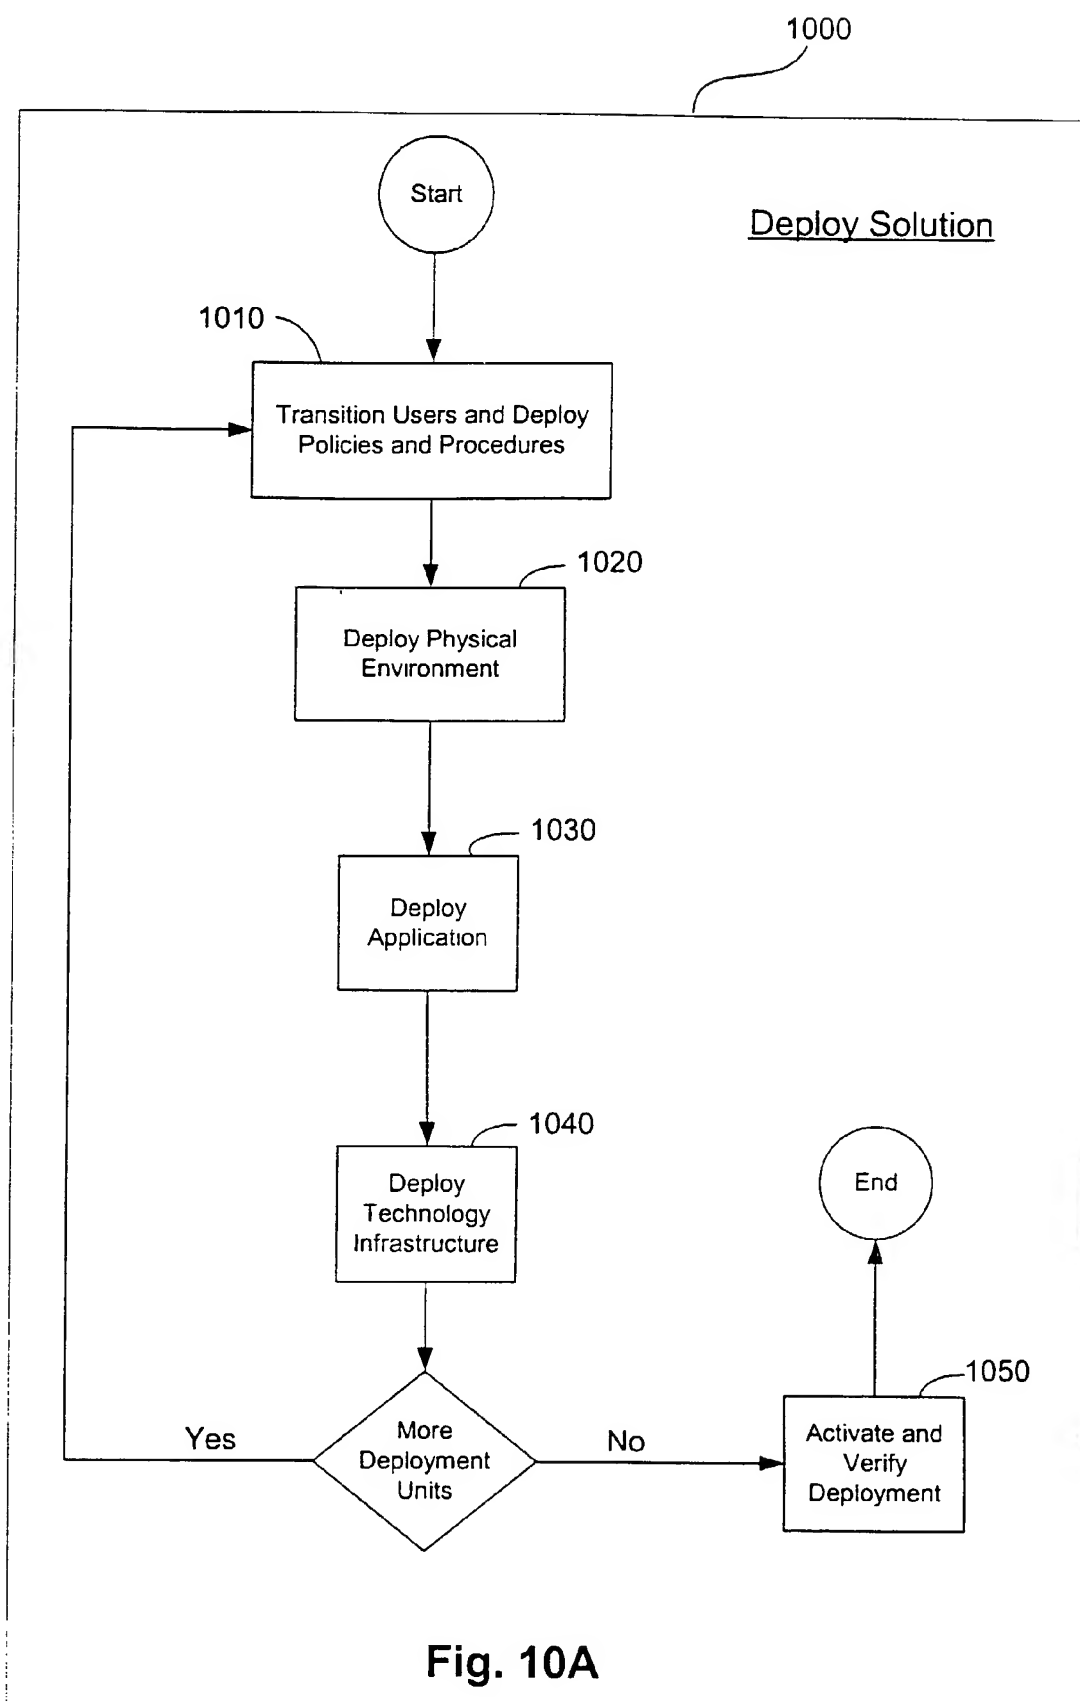 1000
Start
Deploy Solution
1010
Transition Users and Deploy
Policies and Procedures
1020
Deploy Physical
Environment
1030
Deploy
Application
1040
Deploy
Technology
Infrastructure
End
1050
More
Deployment
Units
Yes
No
Activate and
Verify
Deployment
Fig. 10A